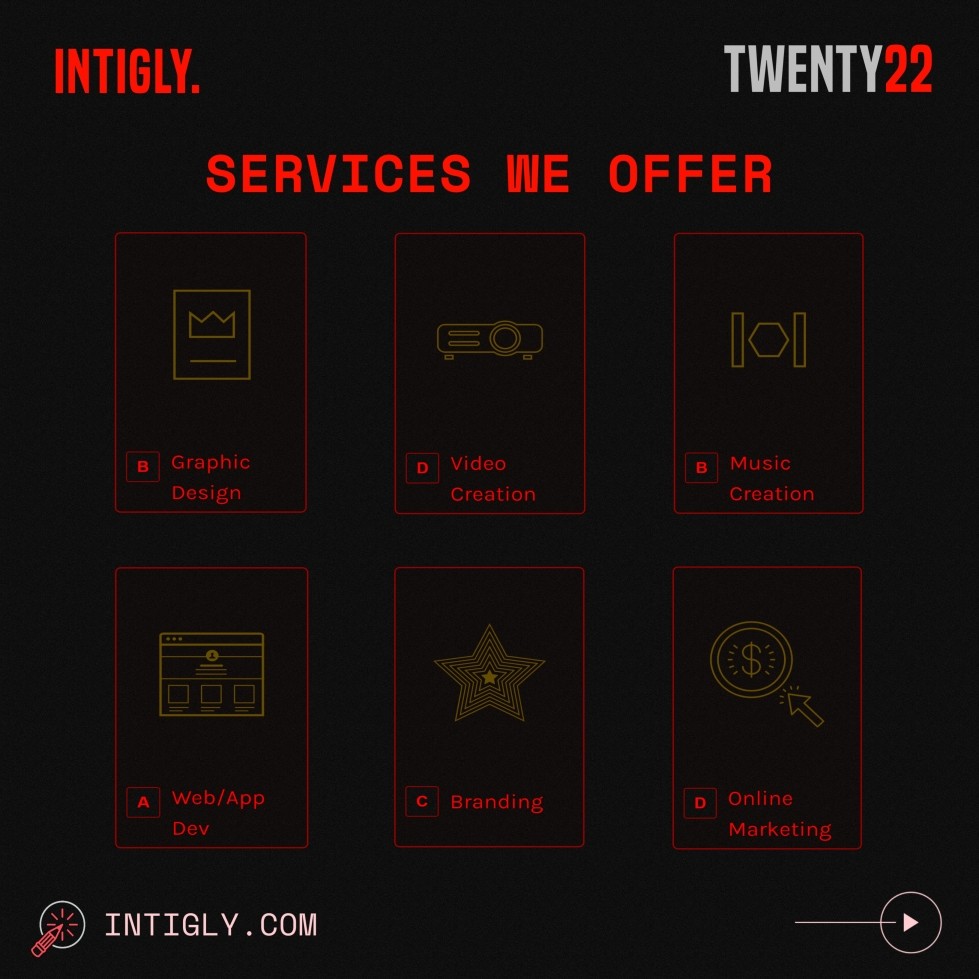 INTIGLY.
TWENTY22
SERVICES WE OFFER
B Graphic
Design
D Video
Creation
B Music
Creation
A Web/App
Dev
C Branding
D Online
Marketing
INTIGLY.COM